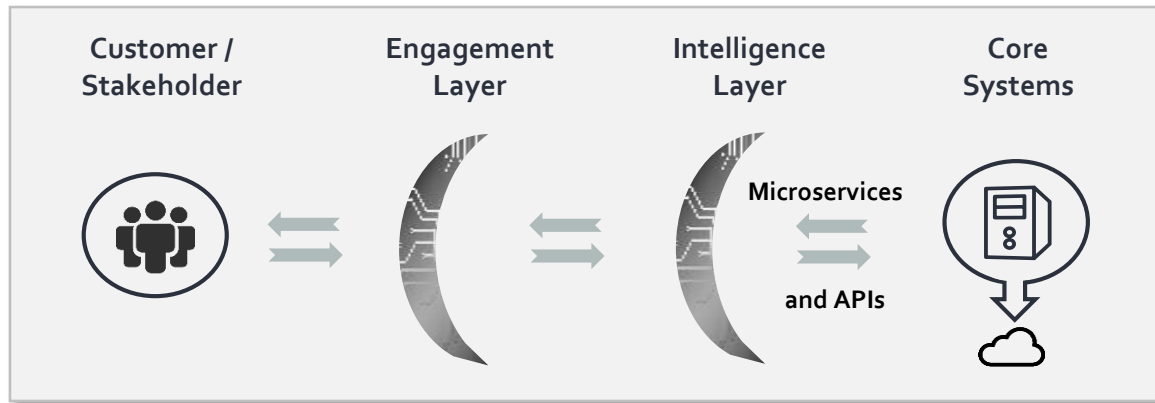 Customer /
Stakeholder
Engagement
Layer
Intelligence
Layer
Core
Systems
Microservices
and APIs